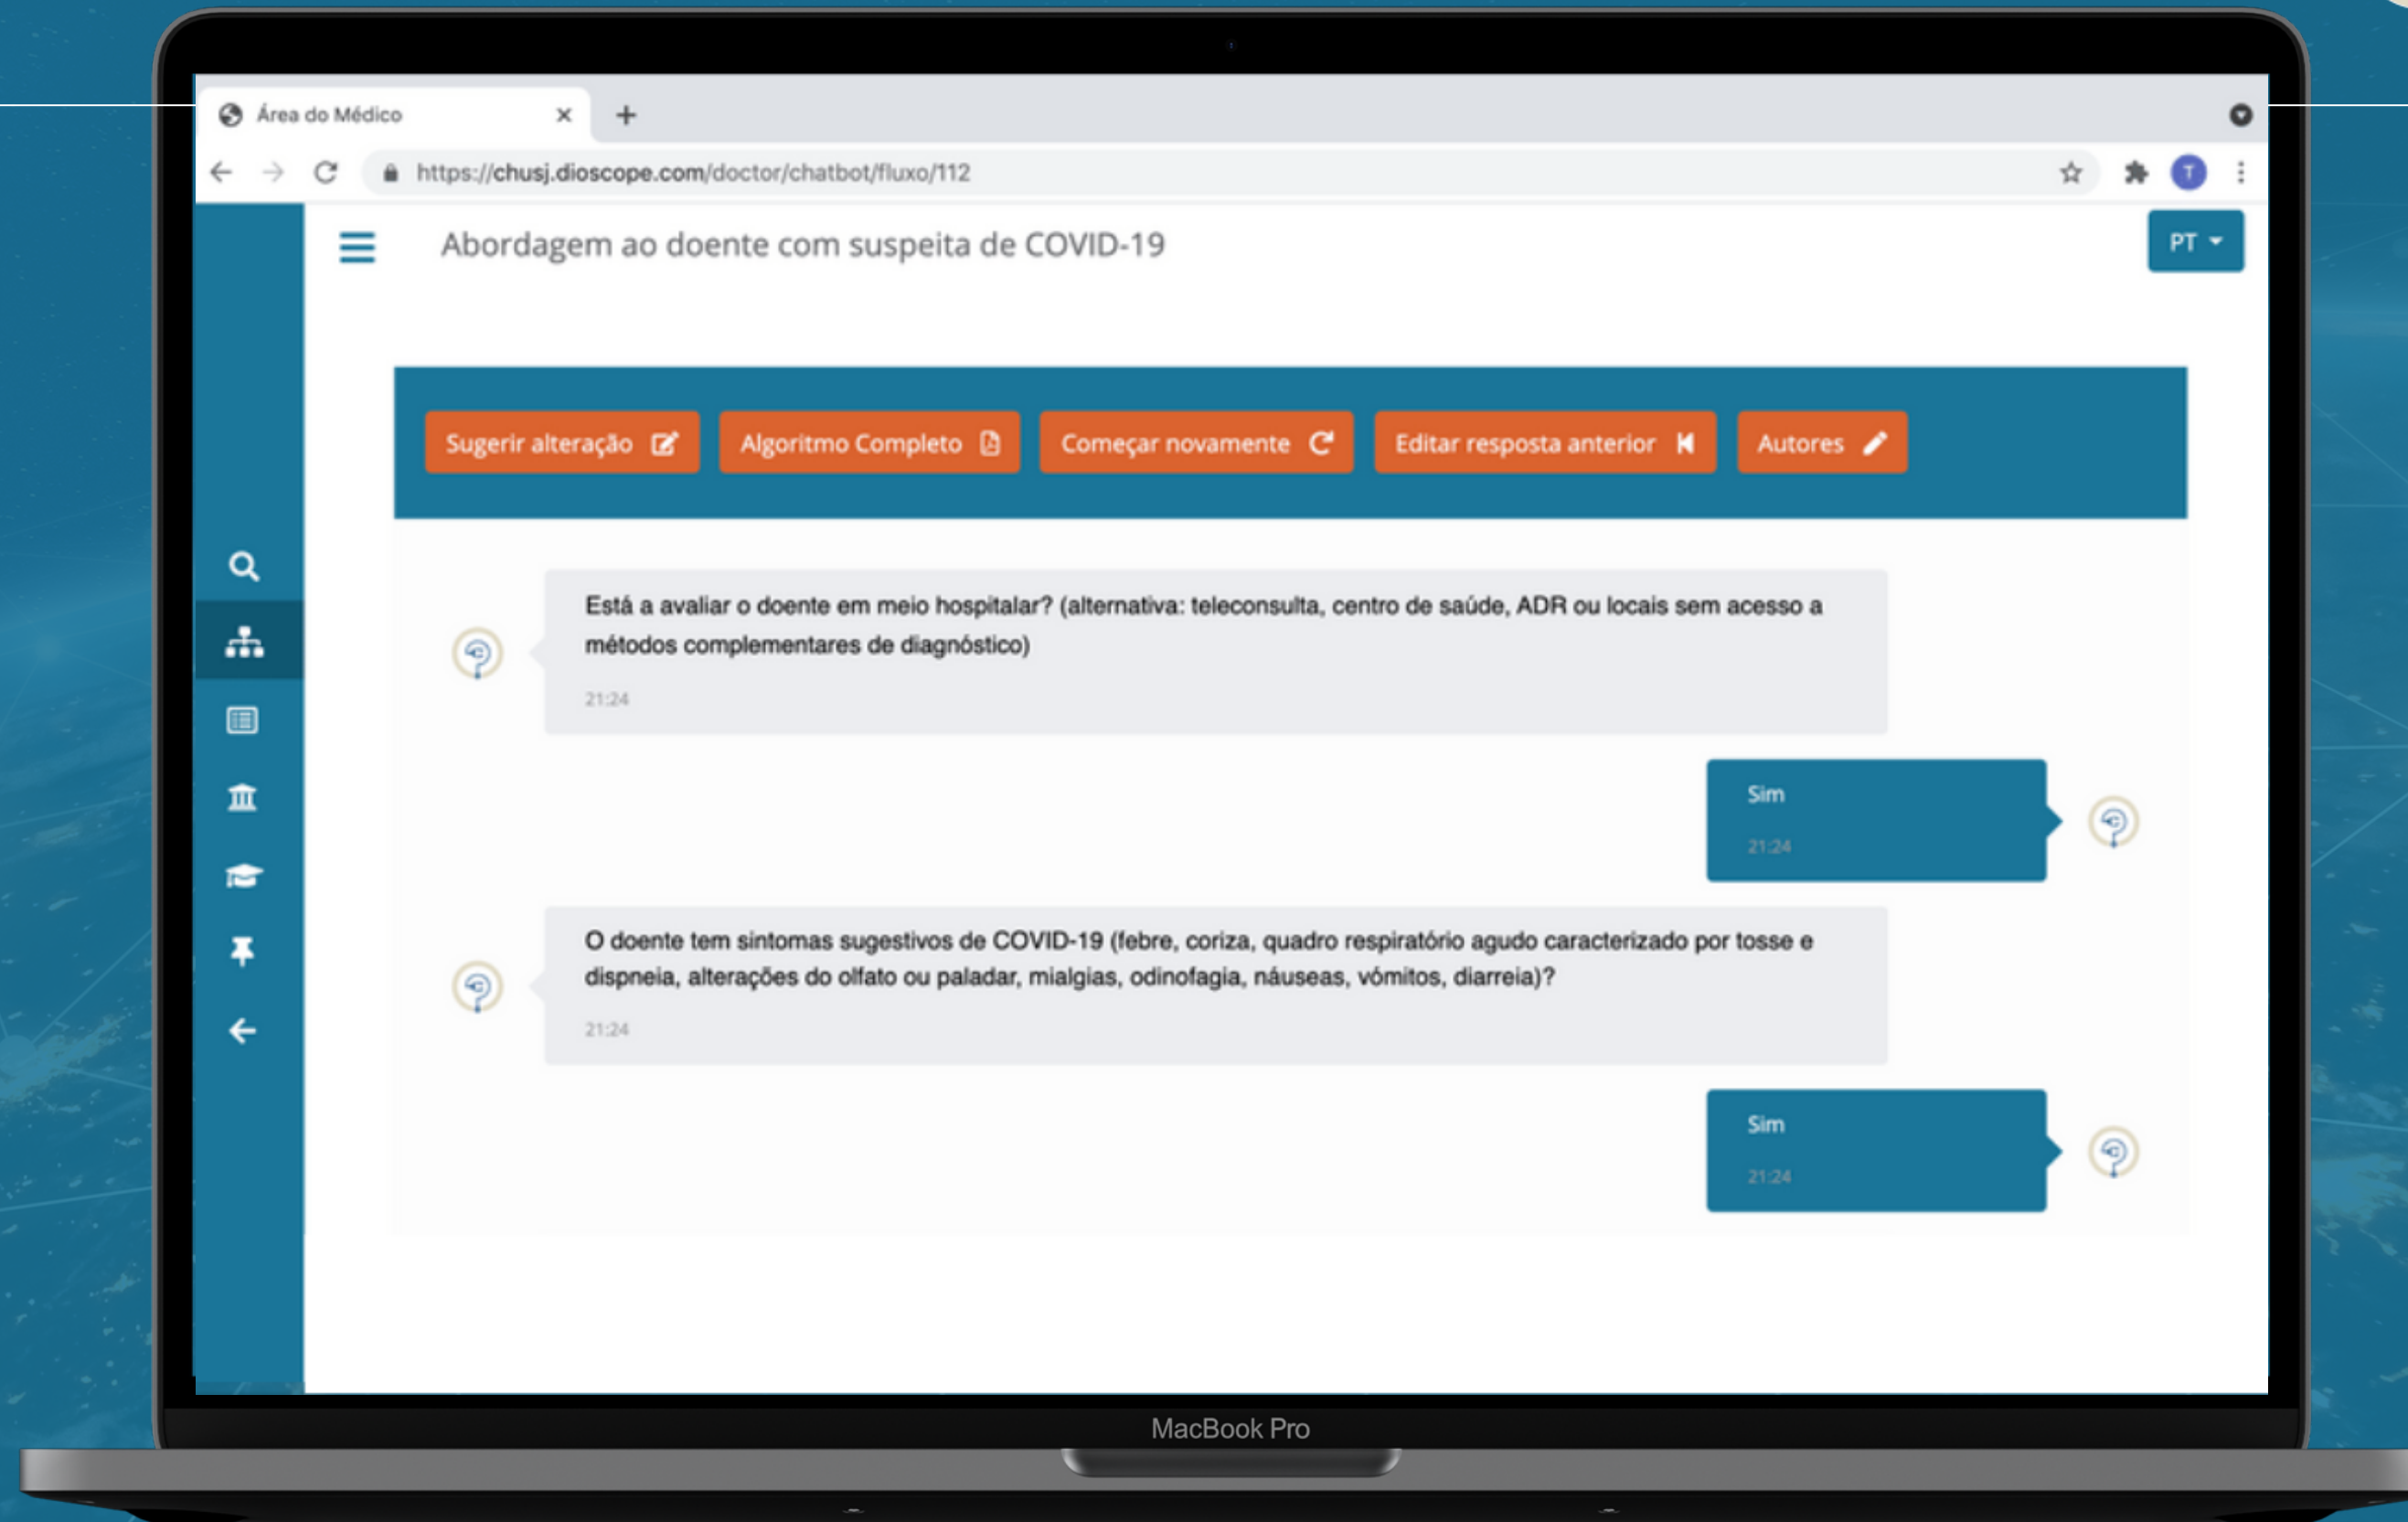 Área do Médico
https://chusj.dioscope.com/doctor/chatbot/fluxo/112
T
Abordagem ao doente com suspeita de COVID-19
PT
Sugerir alteração
Algoritmo Completo
Começar novamente
Editar resposta anterior
Autores
Está a avaliar o doente em meio hospitalar? (alternativa: teleconsulta, centro de saúde, ADR ou locais sem acesso a
métodos complementares de diagnóstico)
21:24
Sim
21:24
O doente tem sintomas sugestivos de COVID-19 (febre, coriza, quadro respiratório agudo caracterizado por tosse e
dispneia, alterações do olfato ou paladar, mialgias, odinofagia, náuseas, vómitos, diarreia)?
21:24
Sim
21:24
MacBook Pro